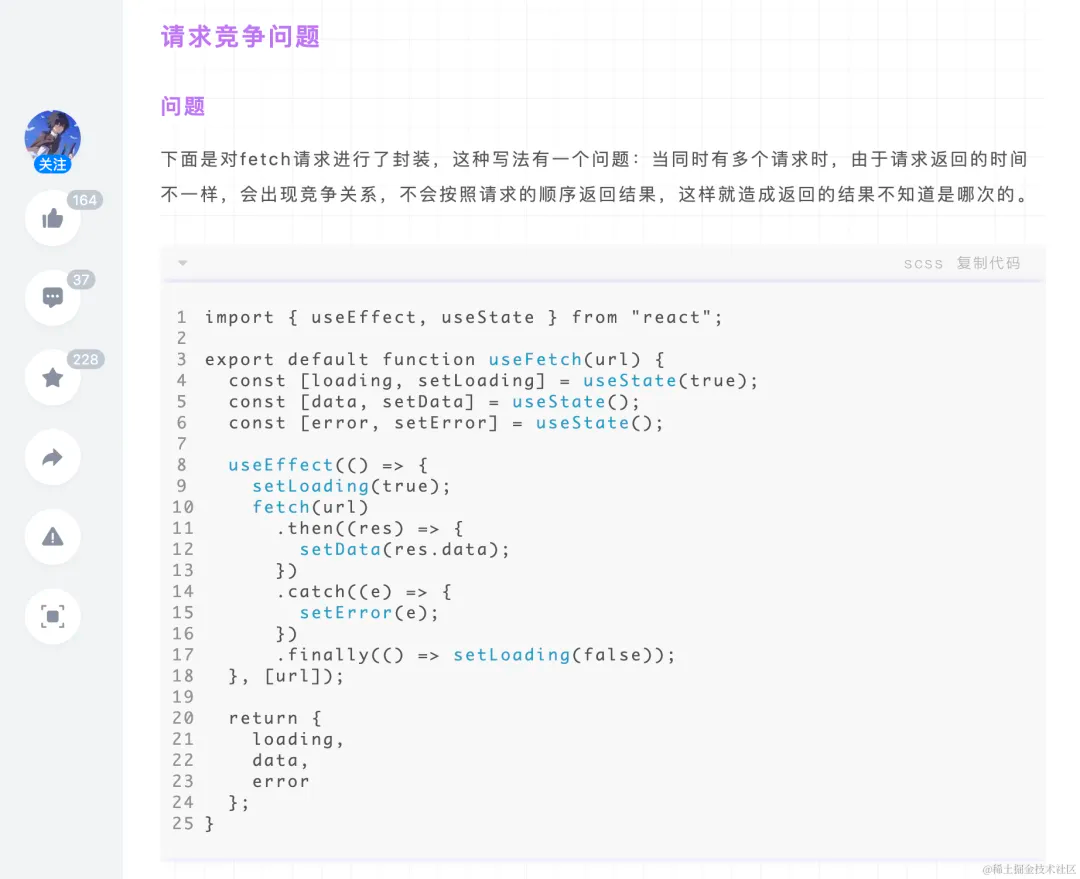 请求竞争问题
问题
下面是对fetch请求进行了封装，这种写法有一个问题：当同时有多个请求时，由于请求返回的时间
不一样，会出现竞争关系，不会按照请求的顺序返回结果，这样就造成返回的结果不知道是哪次的。
关注
164
37
228
scss 复制代码
1 import { useEffect, useState } from "react";
2
3 export default function useFetch(url) {
4   const [loading, setLoading] = useState(true);
5   const [data, setData] = useState();
6   const [error, setError] = useState();
7
8   useEffect(() => {
9     setLoading(true);
10     fetch(url)
11       .then((res) => {
12         setData(res.data);
13       })
14       .catch((e) => {
15         setError(e);
16       })
17       .finally(() => setLoading(false));
18   }, [url]);
19
20   return {
21     loading,
22     data,
23     error
24   };
25 }
@稀土掘金技术社区